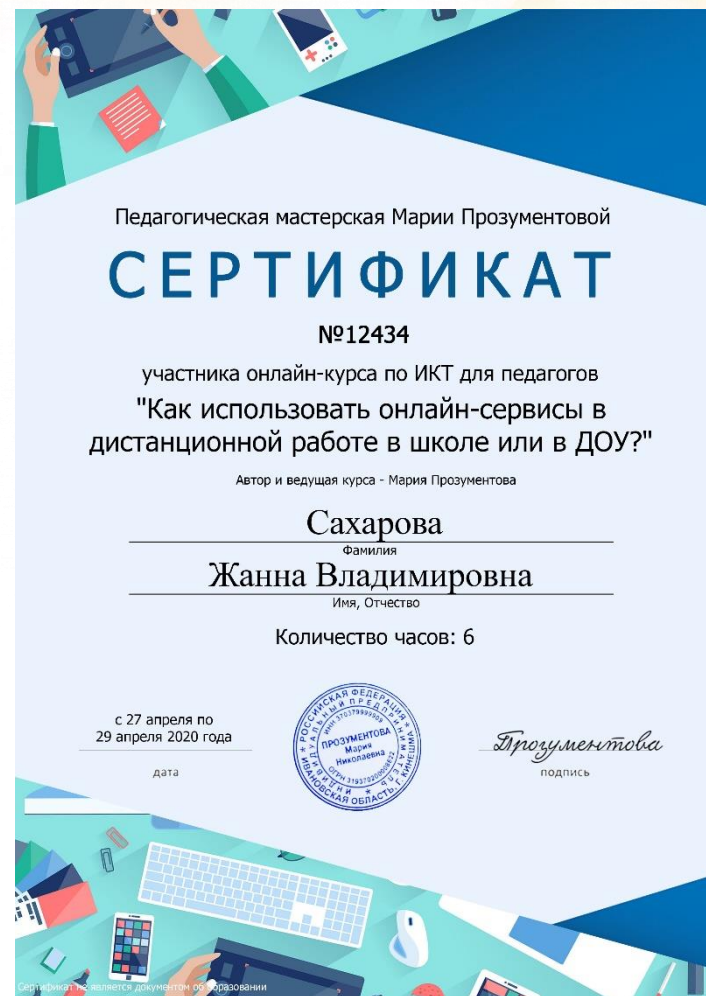 Педагогическая мастерская Марии Прозументовой
СЕРТИФИКАТ
№12434
участника онлайн-курса по ИКТ для педагогов
"Как использовать онлайн-сервисы в
дистанционной работе в школе или в ДОУ?"
Автор и ведущая курса - Мария Прозументова
Сахарова
Фамилия
Жанна Владимировна
Имя, Отчество
Количество часов: 6
с 27 апреля по
29 апреля 2020 года
дата
РОССИЙСКАЯ ФЕДЕРАЦИЯ
ИВАНОВСКАЯ ОБЛАСТЬ, Г. КИНЕШМА
ИНДИВИДУАЛЬНЫЙ ПРЕДПРИНИМАТЕЛЬ
ПРОЗУМЕНТОВА
Мария
Николаевна
Прозументова
подпись
Сертификат не является документом об образовании